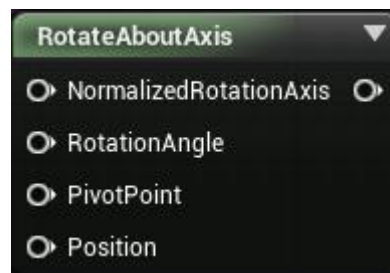 RotateAboutAxis
NormalizedRotationAxis
RotationAngle
PivotPoint
Position